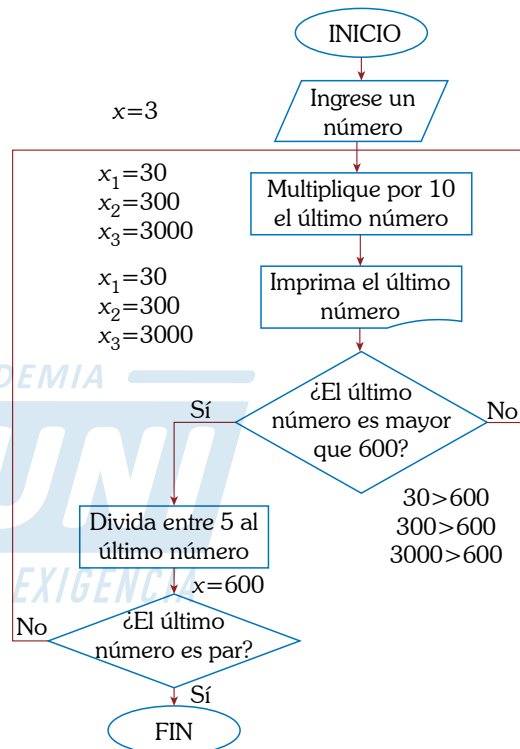 INICIO
Ingrese un
número
x=3
x₁=30
x₂=300
x₃=3000
Multiplique por 10
el último número
x₁=30
x₂=300
x₃=3000
Imprima el último
número
DEMIA
UNI
EXIGENCIA
¿El último
número es mayor
que 600?
Sí
No
30>600
300>600
3000>600
Divida entre 5 al
último número
x=600
¿El último
número es par?
No
Sí
FIN